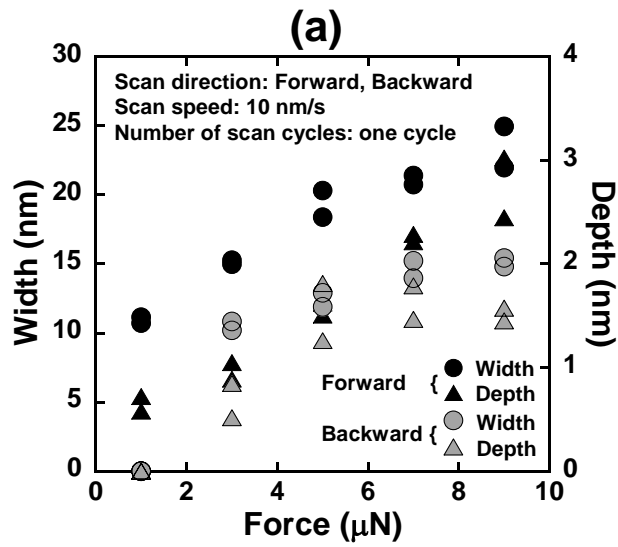 (a)
Scan direction: Forward, Backward
Scan speed: 10 nm/s
Number of scan cycles: one cycle
Width (nm)
30
25
20
15
10
5
0
Depth (nm)
4
3
2
1
0
Forward { Width
Depth
Backward { Width
Depth
0 2 4 6 8 10
Force (μN)